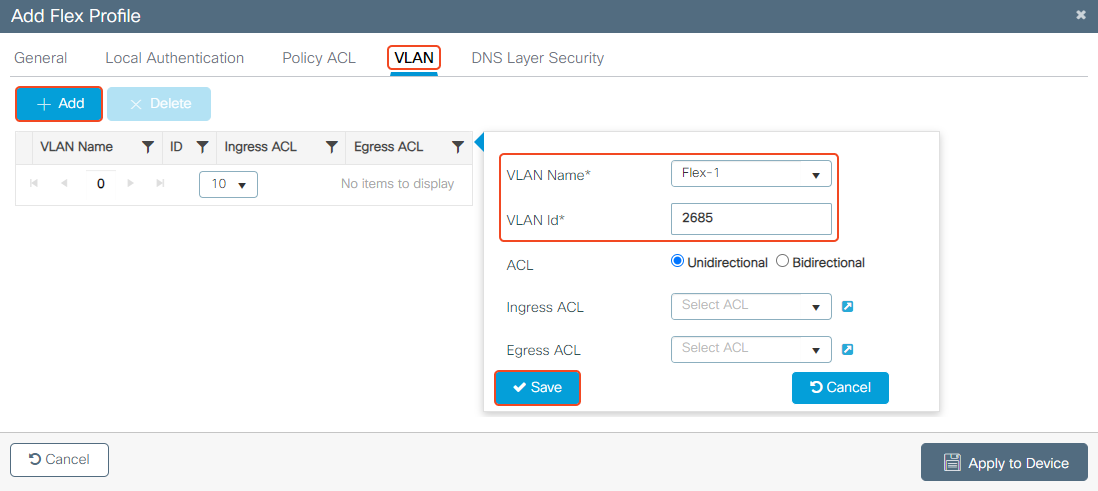 Add Flex Profile
General Local Authentication Policy ACL VLAN DNS Layer Security
Add Delete
VLAN Name ID Ingress ACL Egress ACL
0 10 No items to display
VLAN Name* Flex-1
VLAN Id* 2685
ACL Unidirectional Bidirectional
Ingress ACL Select ACL
Egress ACL Select ACL
Save Cancel
Cancel Apply to Device